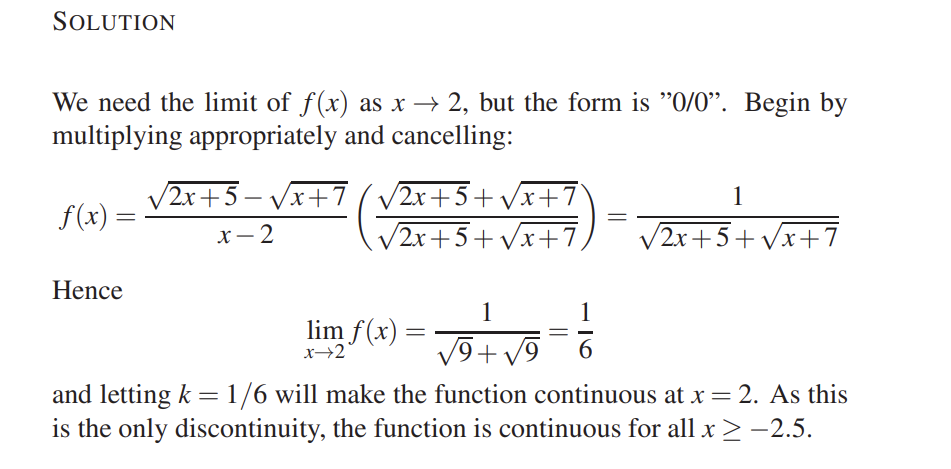 SOLUTION
We need the limit of f(x) as x → 2, but the form is ”0/0”. Begin by
multiplying appropriately and cancelling:
f(x) = \frac{\sqrt{2x+5} − \sqrt{x+7}}{x−2} \left( \frac{\sqrt{2x+5} + \sqrt{x+7}}{\sqrt{2x+5} + \sqrt{x+7}} \right) = \frac{1}{\sqrt{2x+5} + \sqrt{x+7}}
Hence
\lim_{x→2} f(x) = \frac{1}{\sqrt{9} + \sqrt{9}} = \frac{1}{6}
and letting k = 1/6 will make the function continuous at x = 2. As this
is the only discontinuity, the function is continuous for all x ≥ −2.5.